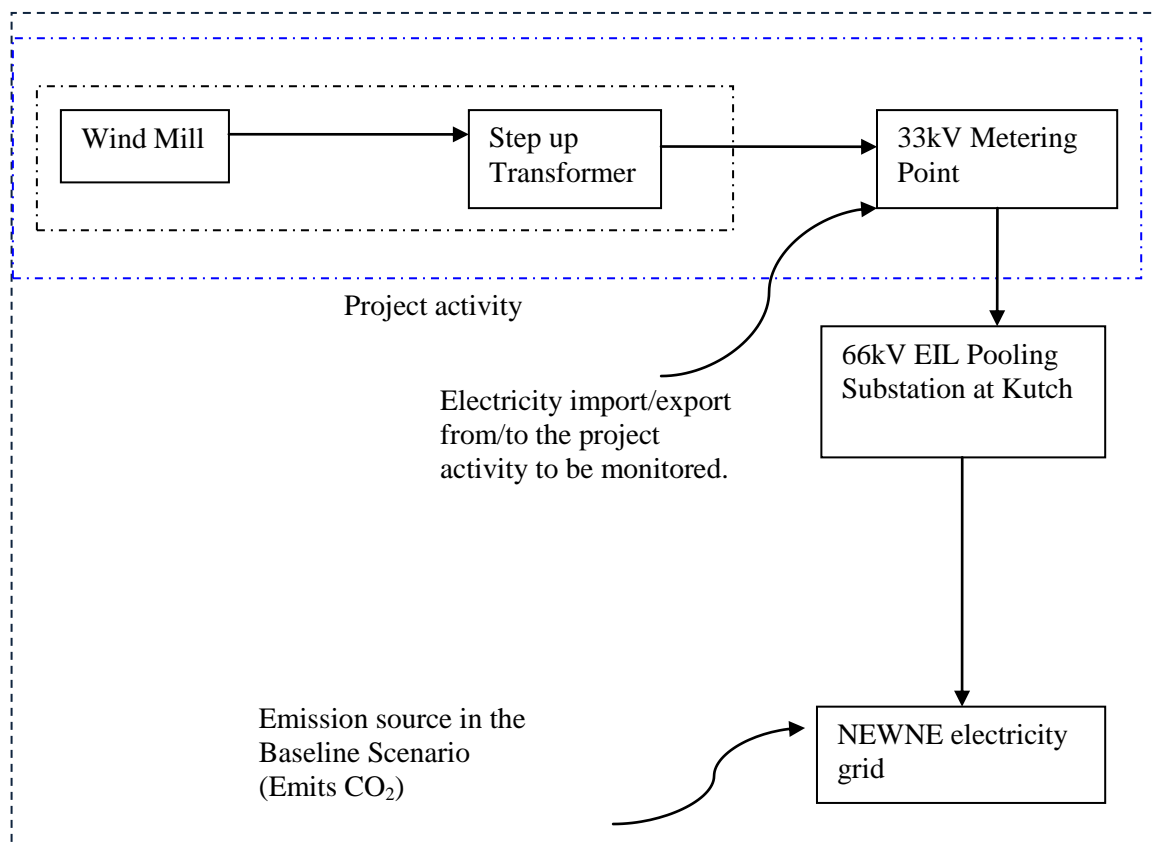 Wind Mill
Step up
Transformer
33kV Metering
Point
Project activity
66kV EIL Pooling
Substation at Kutch
Electricity import/export
from/to the project
activity to be monitored.
Emission source in the
Baseline Scenario
(Emits CO₂)
NEWNE electricity
grid